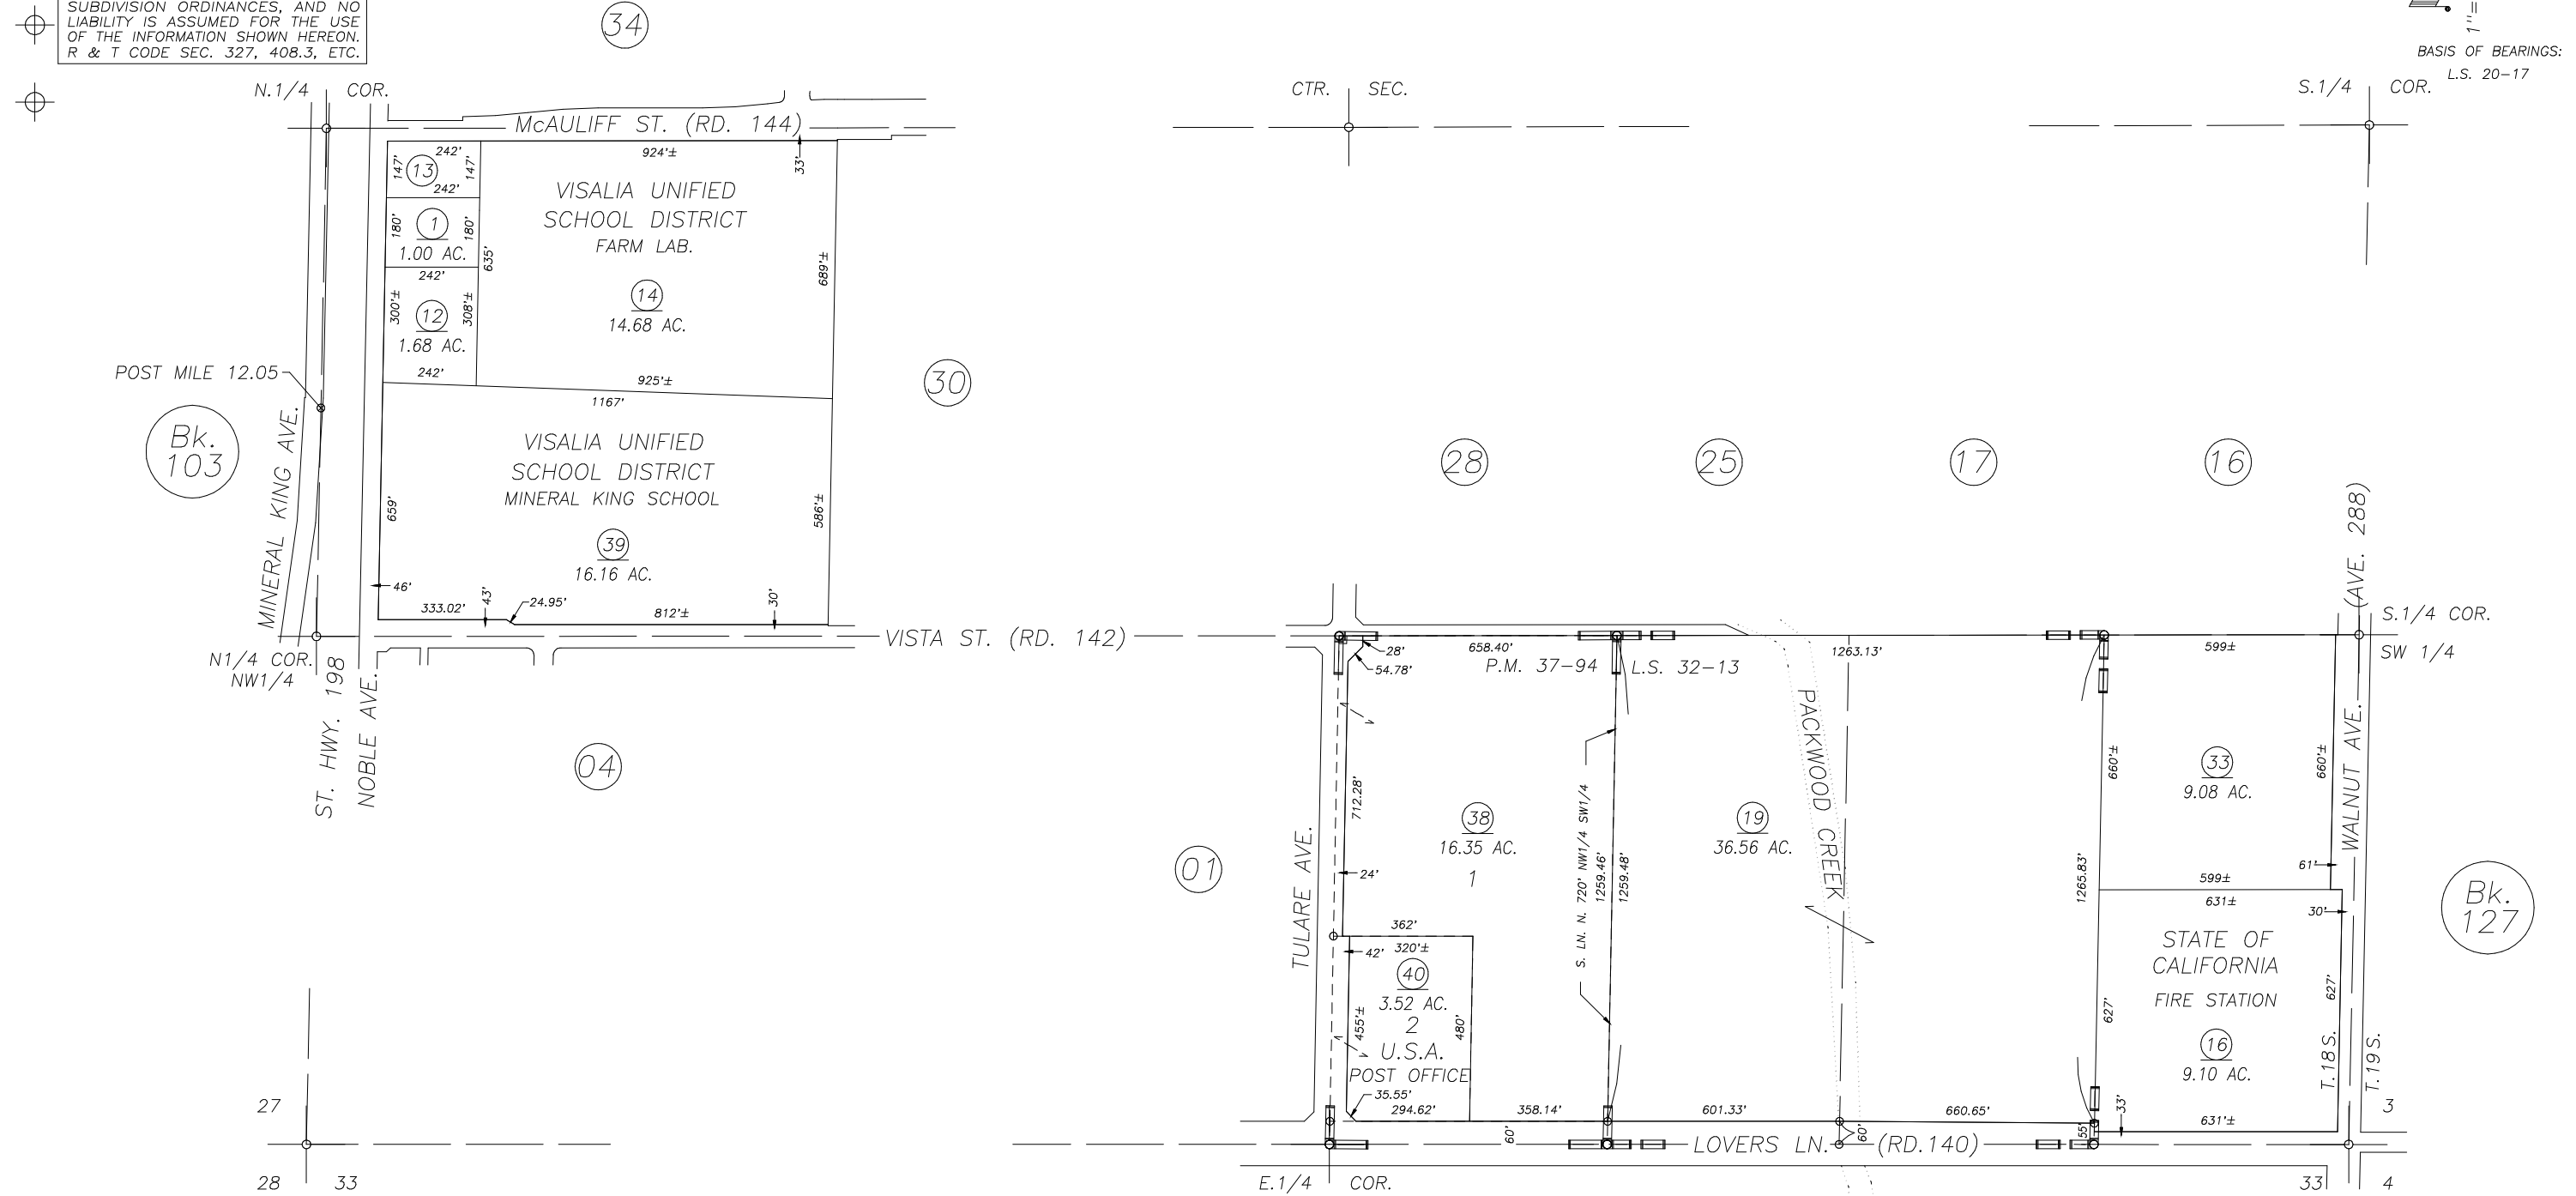 SUBDIVISION ORDINANCES, AND NO
LIABILITY IS ASSUMED FOR THE USE
OF THE INFORMATION SHOWN HEREON.
R & T CODE SEC. 327, 408.3, ETC.
34
1"=
BASIS OF BEARINGS:
L.S. 20-17
N.1/4 COR.
CTR. SEC.
S.1/4 COR.
McAULIFF ST. (RD. 144)
242'
924'±
33'
147'
13
147'
242'
VISALIA UNIFIED
SCHOOL DISTRICT
FARM LAB.
180'
1
180'
1.00 AC.
635'
689'±
242'
14
14.68 AC.
300'±
12
308'±
1.68 AC.
242'
925'±
POST MILE 12.05
30
1167'
Bk.
103
MINERAL KING AVE.
VISALIA UNIFIED
SCHOOL DISTRICT
MINERAL KING SCHOOL
659'
586'±
39
16.16 AC.
46'
333.02'
43'
24.95'
812'±
30'
VISTA ST. (RD. 142)
N1/4 COR.
NW1/4
ST. HWY. 198
NOBLE AVE.
04
28
25
17
16
(AVE. 288)
S.1/4 COR.
SW 1/4
28'
658.40'
1263.13'
599±
54.78'
P.M. 37-94
L.S. 32-13
PACKWOOD CREEK
712.28'
S. LN. N. 720' NW1/4 SW1/4
660'±
33
9.08 AC.
660'±
WALNUT AVE.
TULARE AVE.
01
38
16.35 AC.
1
24'
1259.46'
1259.48'
19
36.56 AC.
1265.83'
61'
599±
631±
30'
Bk.
127
362'
42'
320'±
40
3.52 AC.
2
U.S.A.
POST OFFICE
455'±
480'
STATE OF
CALIFORNIA
FIRE STATION
627'
627'
16
9.10 AC.
T.18S.
T.19S.
35.55'
294.62'
358.14'
601.33'
660.65'
33'
631'±
60'
60'
55'
LOVERS LN. (RD.140)
27
3
28
33
E.1/4 COR.
33
4